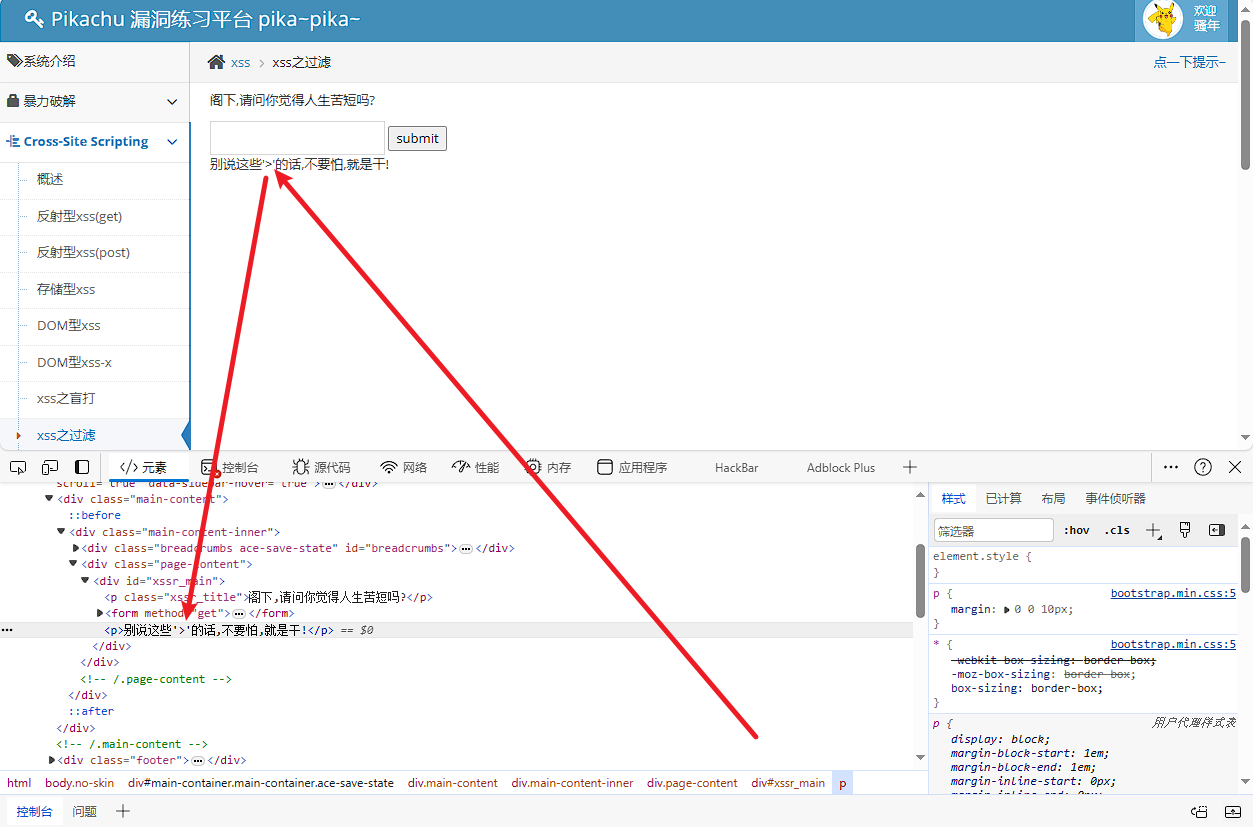 Pikachu 漏洞练习平台 pika~pika~
欢迎
骚年
系统介绍
xss
xss之过滤
点一下提示~
暴力破解
阁下,请问你觉得人生苦短吗?
Cross-Site Scripting
submit
别说这些'>'的话,不要怕,就是干!
概述
反射型xss(get)
反射型xss(post)
存储型xss
DOM型xss
DOM型xss-x
xss之盲打
xss之过滤
元素
控制台
源代码
网络
性能
内存
应用程序
HackBar
Adblock Plus
scroll="true" data-sidebar-hover="true">…</div>
<div class="main-content">
::before
<div class="main-content-inner">
<div class="breadcrumbs ace-save-state" id="breadcrumbs">…</div>
<div class="page-content">
<div id="xssr_main">
<p class="xssr_title">阁下,请问你觉得人生苦短吗?</p>
<form method="get">…</form>
<p>别说这些'>'的话,不要怕,就是干!</p> == $0
</div>
</div>
<!-- /.page-content -->
</div>
::after
</div>
<!-- /.main-content -->
<div class="footer">…</div>
样式
已计算
布局
事件侦听器
筛选器
:hov
.cls
element.style {
}
p {
bootstrap.min.css:5
margin: 0 0 10px;
}
* {
bootstrap.min.css:5
-webkit-box-sizing: border-box;
-moz-box-sizing: border-box;
box-sizing: border-box;
}
p {
用户代理样式表
display: block;
margin-block-start: 1em;
margin-block-end: 1em;
margin-inline-start: 0px;
margin-inline-end: 0px;
html
body.no-skin
div#main-container.main-container.ace-save-state
div.main-content
div.main-content-inner
div.page-content
div#xssr_main
p
控制台
问题